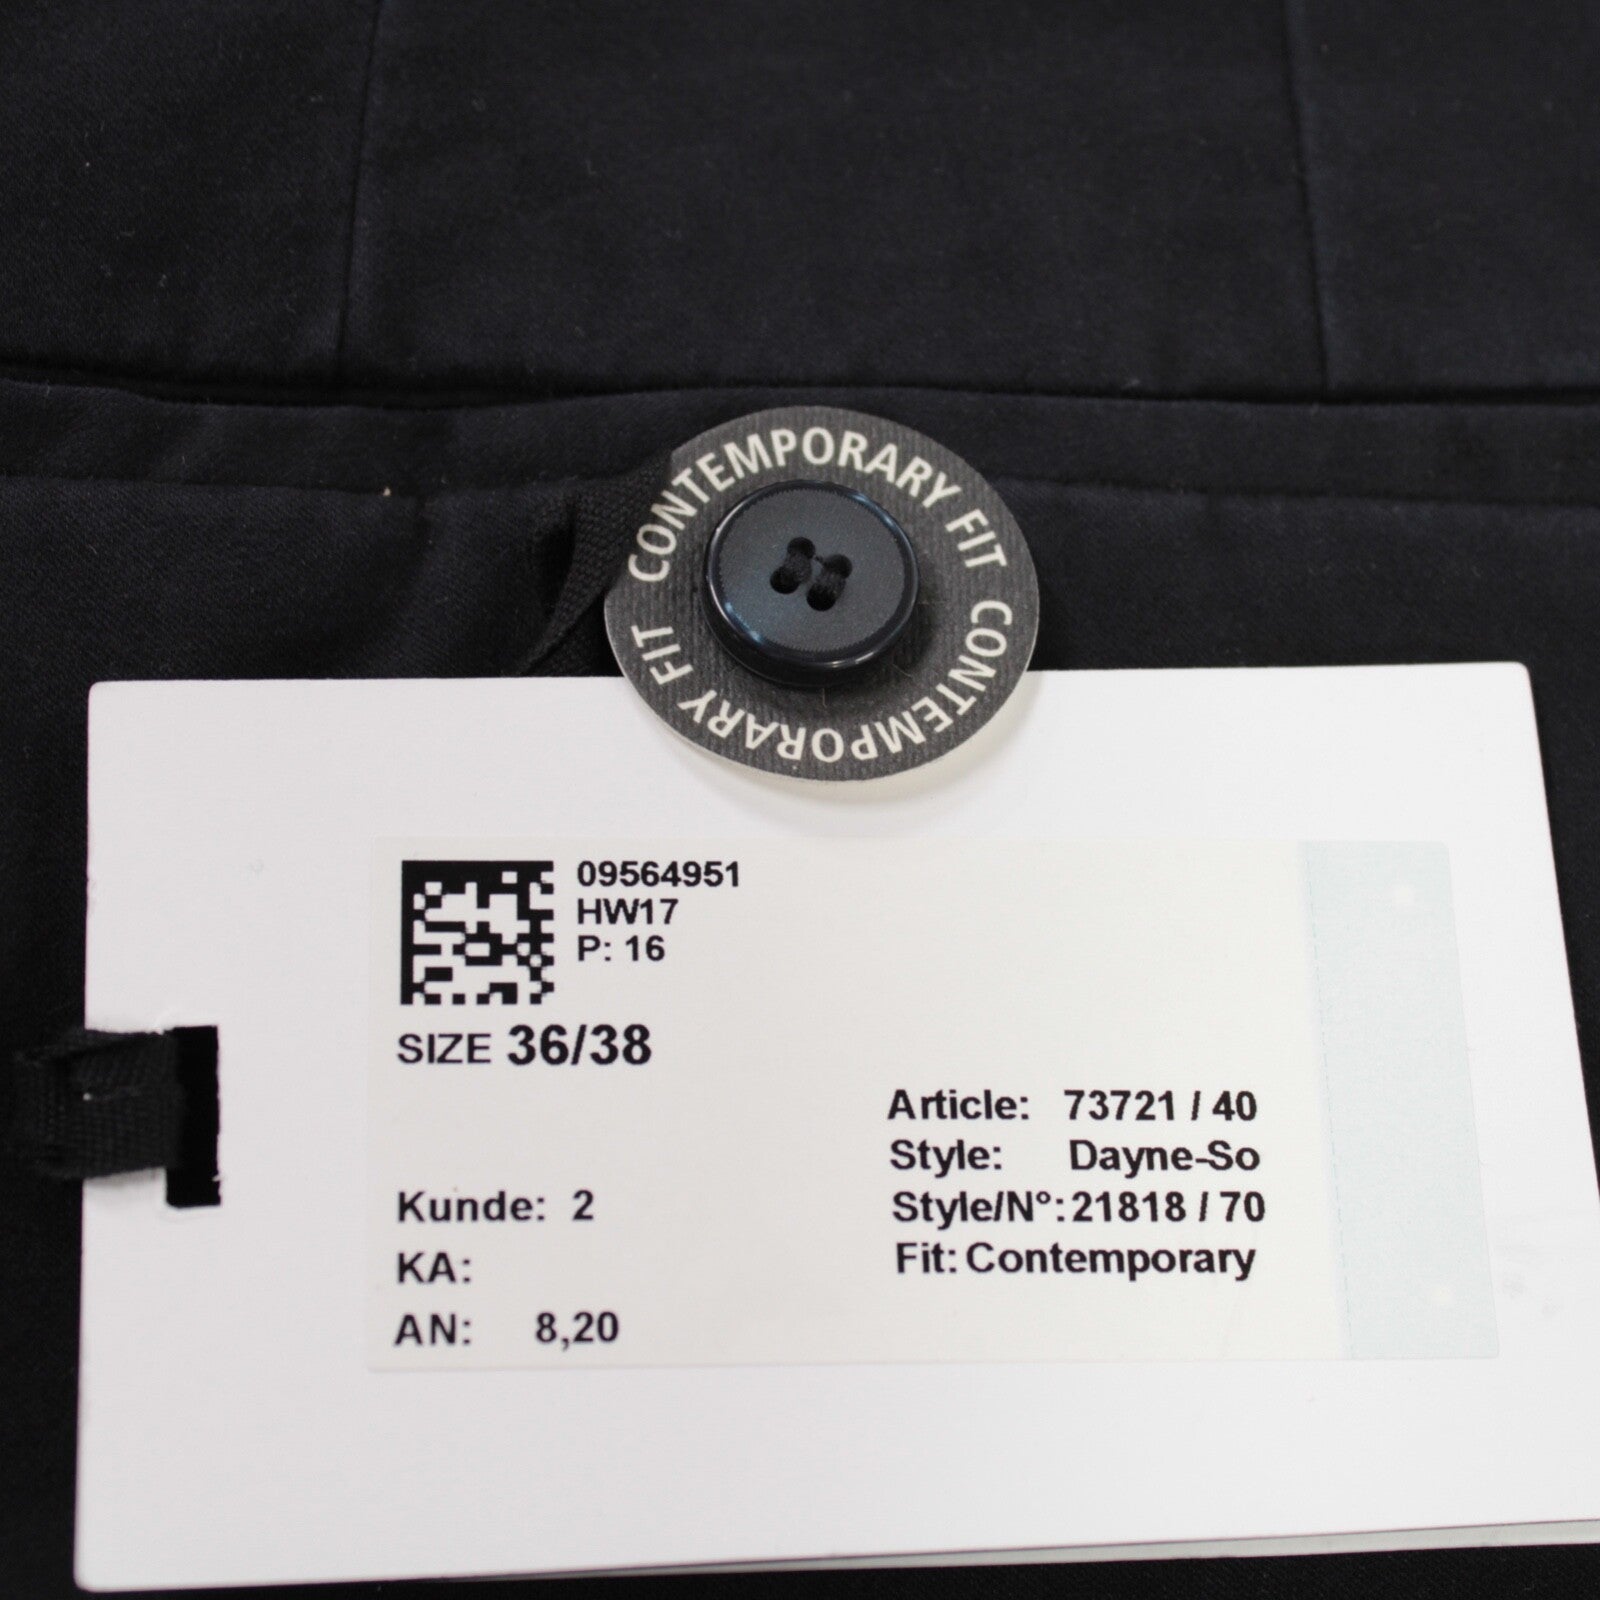 CONTEMPORARY FIT CONTEMPORARY FIT
09564951
HW17
P: 16
SIZE 36/38
Article: 73721 / 40
Style: Dayne-So
Kunde: 2
Style/N°: 21818 / 70
KA:
Fit: Contemporary
AN: 8,20